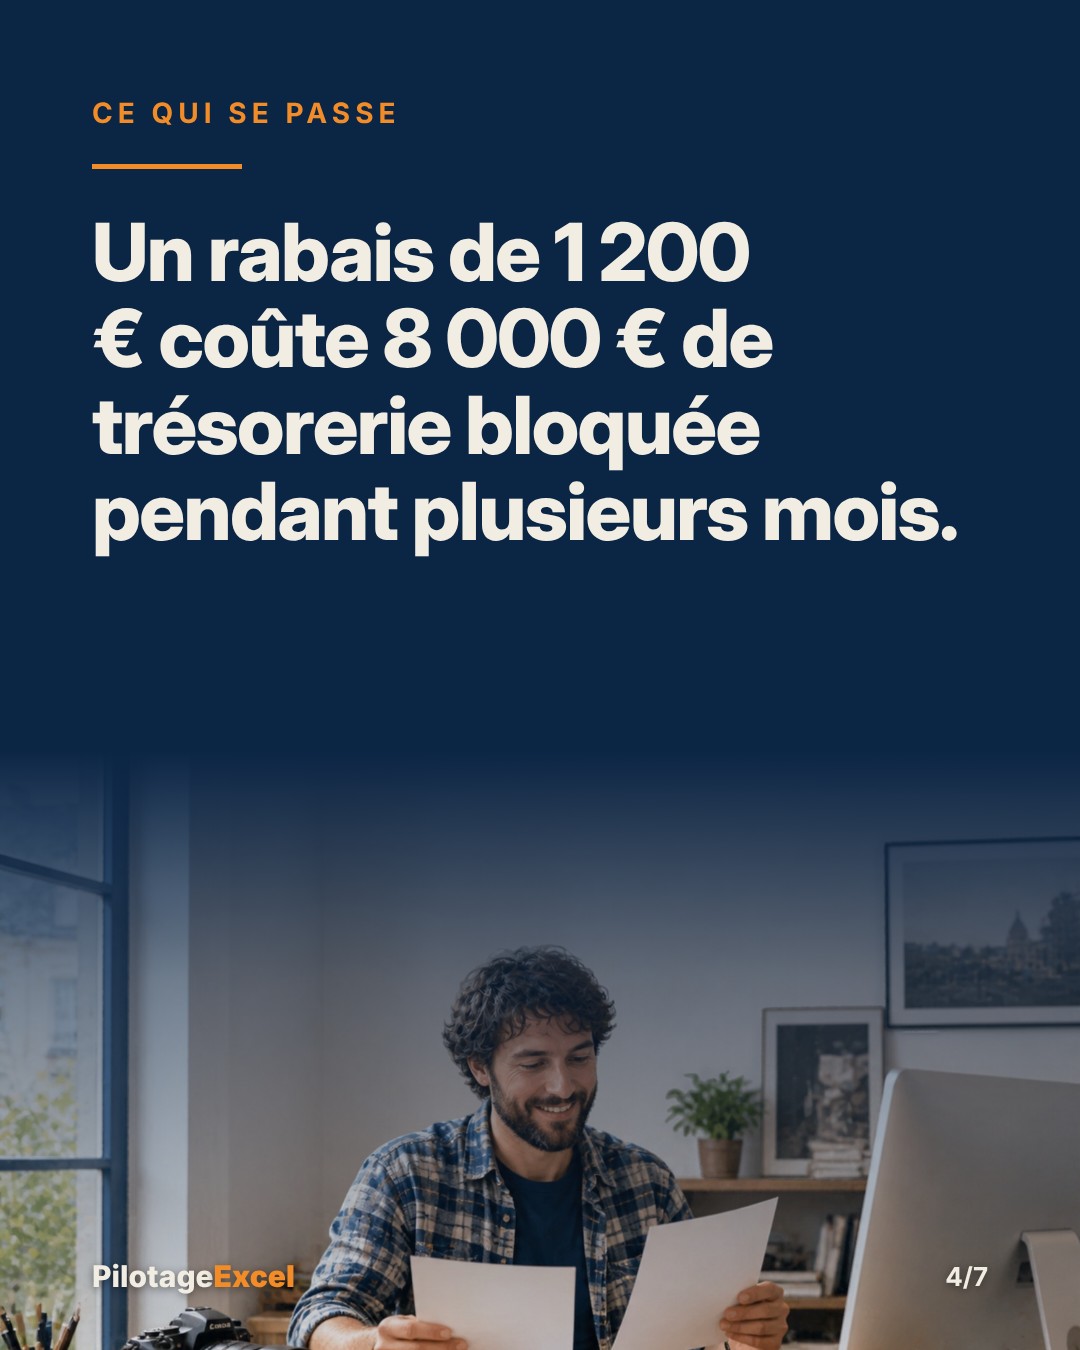 CE QUI SE PASSE
Un rabais de 1 200
€ coûte 8 000 € de
trésorerie bloquée
pendant plusieurs mois.
PilotageExcel
4/7
Canon